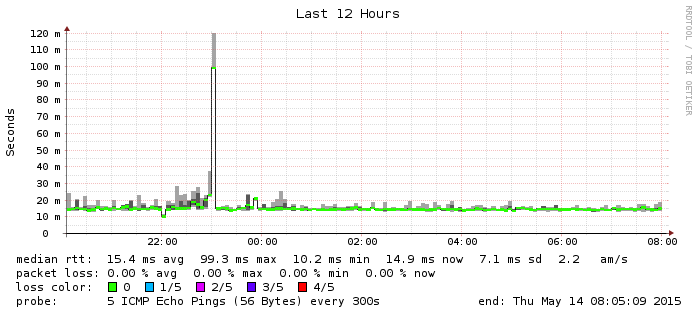 Last 12 Hours
RRDTOOL / TOBI OETIKER
Seconds
120 m
110 m
100 m
90 m
80 m
70 m
60 m
50 m
40 m
30 m
20 m
10 m
0
22:00 00:00 02:00 04:00 06:00 08:00
median rtt: 15.4 ms avg 99.3 ms max 10.2 ms min 14.9 ms now 7.1 ms sd 2.2 am/s
packet loss: 0.00 % avg 0.00 % max 0.00 % min 0.00 % now
loss color: 0 1/5 2/5 3/5 4/5
probe: 5 ICMP Echo Pings (56 Bytes) every 300s end: Thu May 14 08:05:09 2015